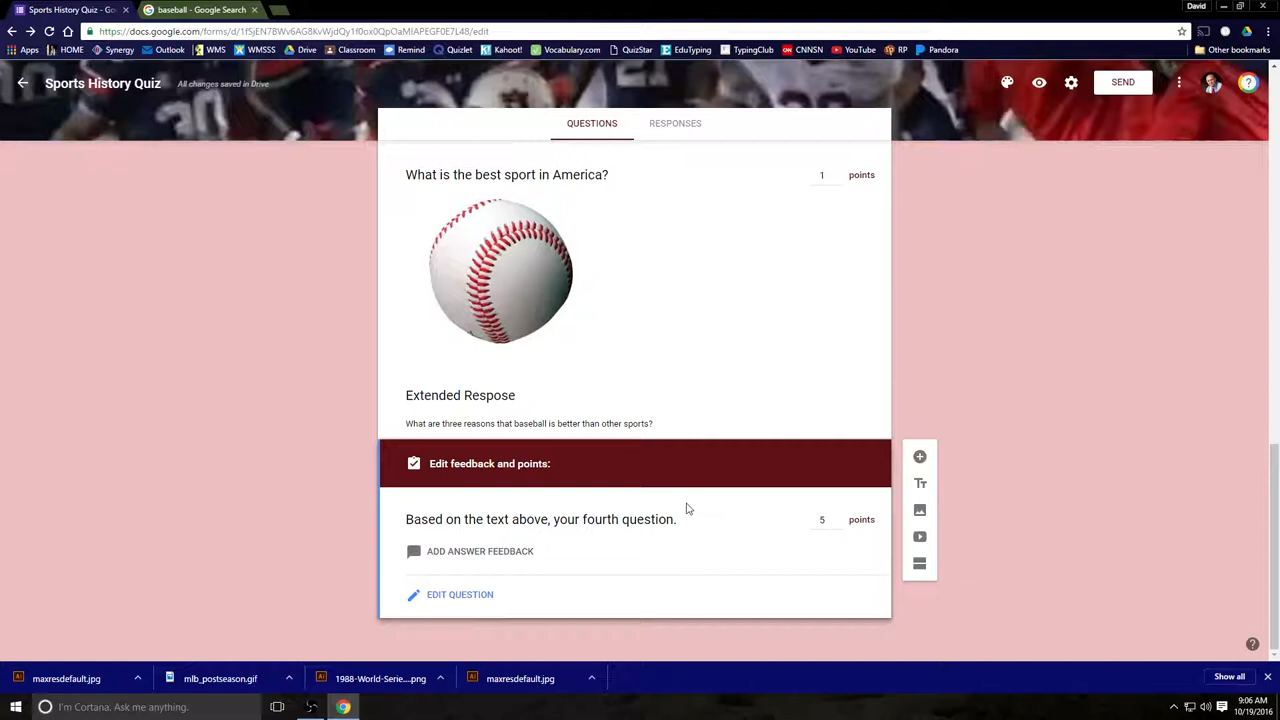 Sports History Quiz - Go
baseball - Google Search
David
https://docs.google.com/forms/d/1fSjEN7BWv6AG8KvWjdQy1f0ox0QpOaMIAPEGF0E7L48/edit
Apps
HOME
Synergy
Outlook
WMS
WMSSS
Drive
Classroom
Remind
Quizlet
Kahoot!
Vocabulary.com
QuizStar
EduTyping
TypingClub
CNNSN
YouTube
RP
Pandora
Other bookmarks
Sports History Quiz
All changes saved in Drive
SEND
QUESTIONS
RESPONSES
What is the best sport in America?
1 points
Extended Respose
What are three reasons that baseball is better than other sports?
Edit feedback and points:
Based on the text above, your fourth question.
5 points
ADD ANSWER FEEDBACK
EDIT QUESTION
maxresdefault.jpg
mlb_postseason.gif
1988-World-Serie....png
maxresdefault.jpg
Show all
I'm Cortana. Ask me anything.
9:06 AM
10/19/2016